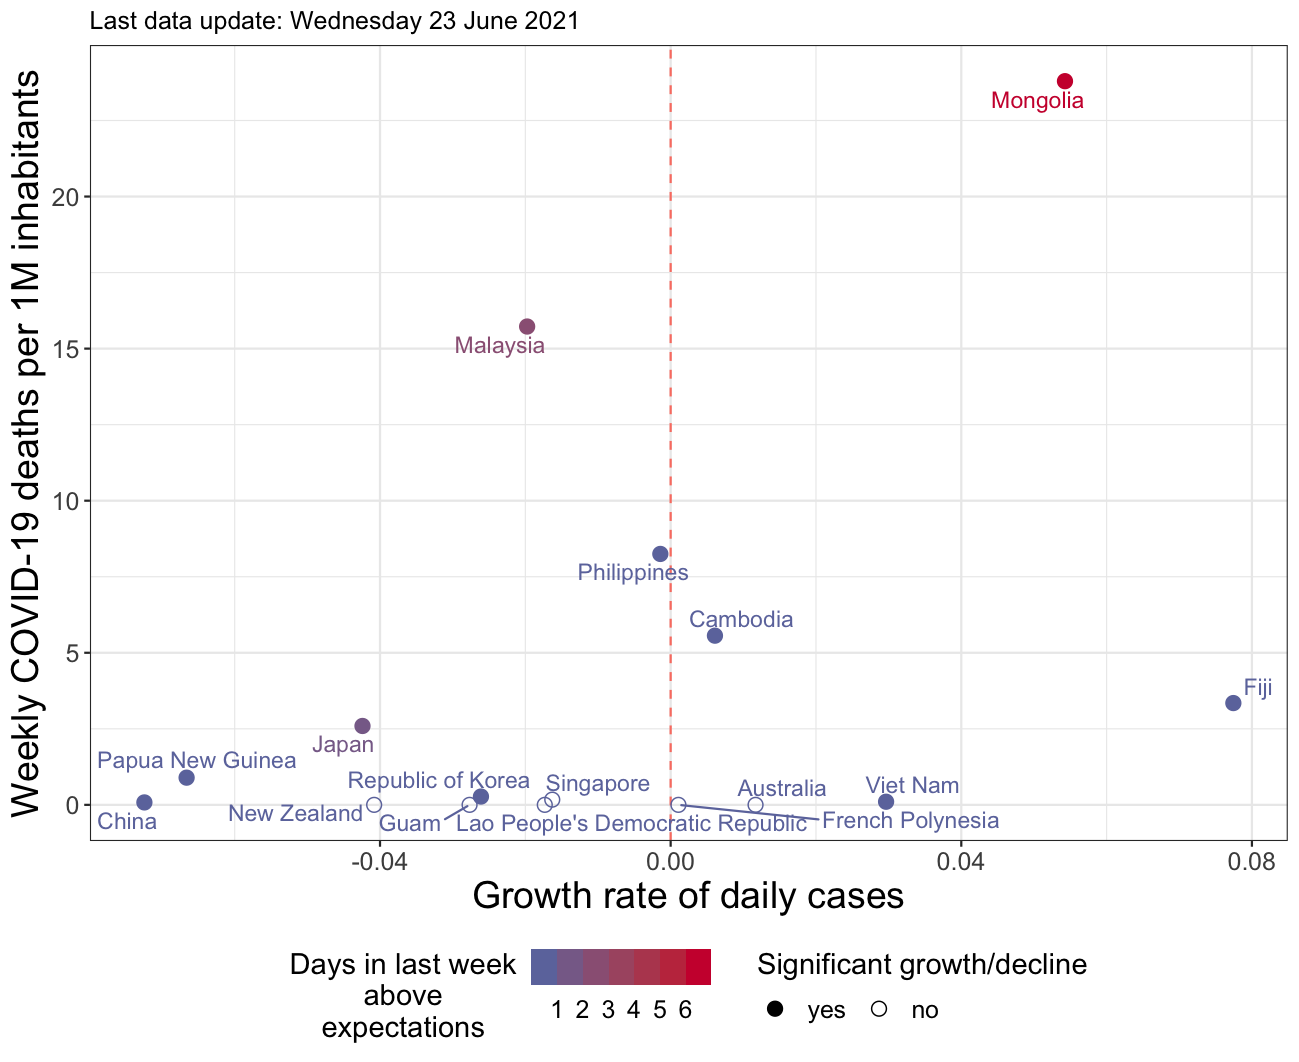 Last data update: Wednesday 23 June 2021
Weekly COVID-19 deaths per 1M inhabitants
20
15
10
5
0
Mongolia
Malaysia
Philippines
Cambodia
Fiji
Japan
Papua New Guinea
Republic of Korea
Singapore
Australia
Viet Nam
China
New Zealand
Guam
Lao People's Democratic Republic
French Polynesia
-0.04
0.00
0.04
0.08
Growth rate of daily cases
Days in last week
above
expectations
1 2 3 4 5 6
Significant growth/decline
yes
no